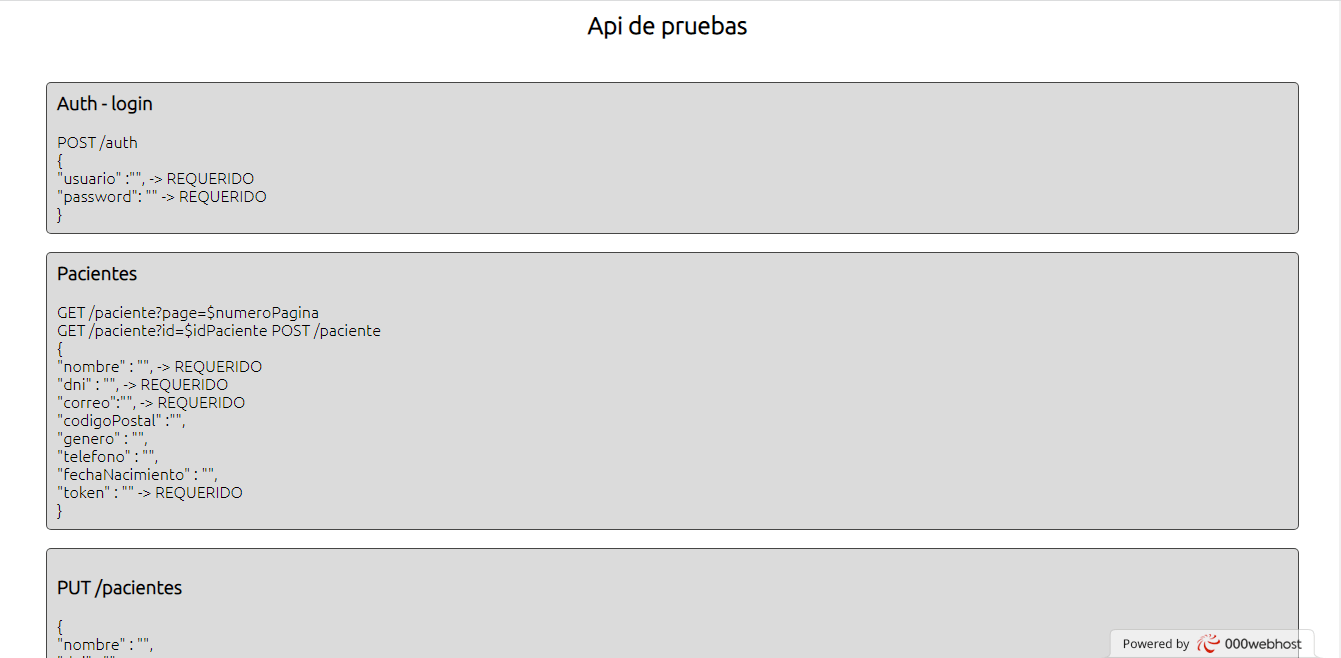 Api de pruebas
Auth - login
POST /auth
{
"usuario" :"", -> REQUERIDO
"password": "" -> REQUERIDO
}
Pacientes
GET /paciente?page=$numeroPagina
GET /paciente?id=$idPaciente POST /paciente
{
"nombre" : "", -> REQUERIDO
"dni" : "", -> REQUERIDO
"correo":"", -> REQUERIDO
"codigoPostal" :"",
"genero" : "",
"telefono" : "",
"fechaNacimiento" : "",
"token" : "" -> REQUERIDO
}
PUT /pacientes
{
"nombre" : "",
Powered by 000webhost